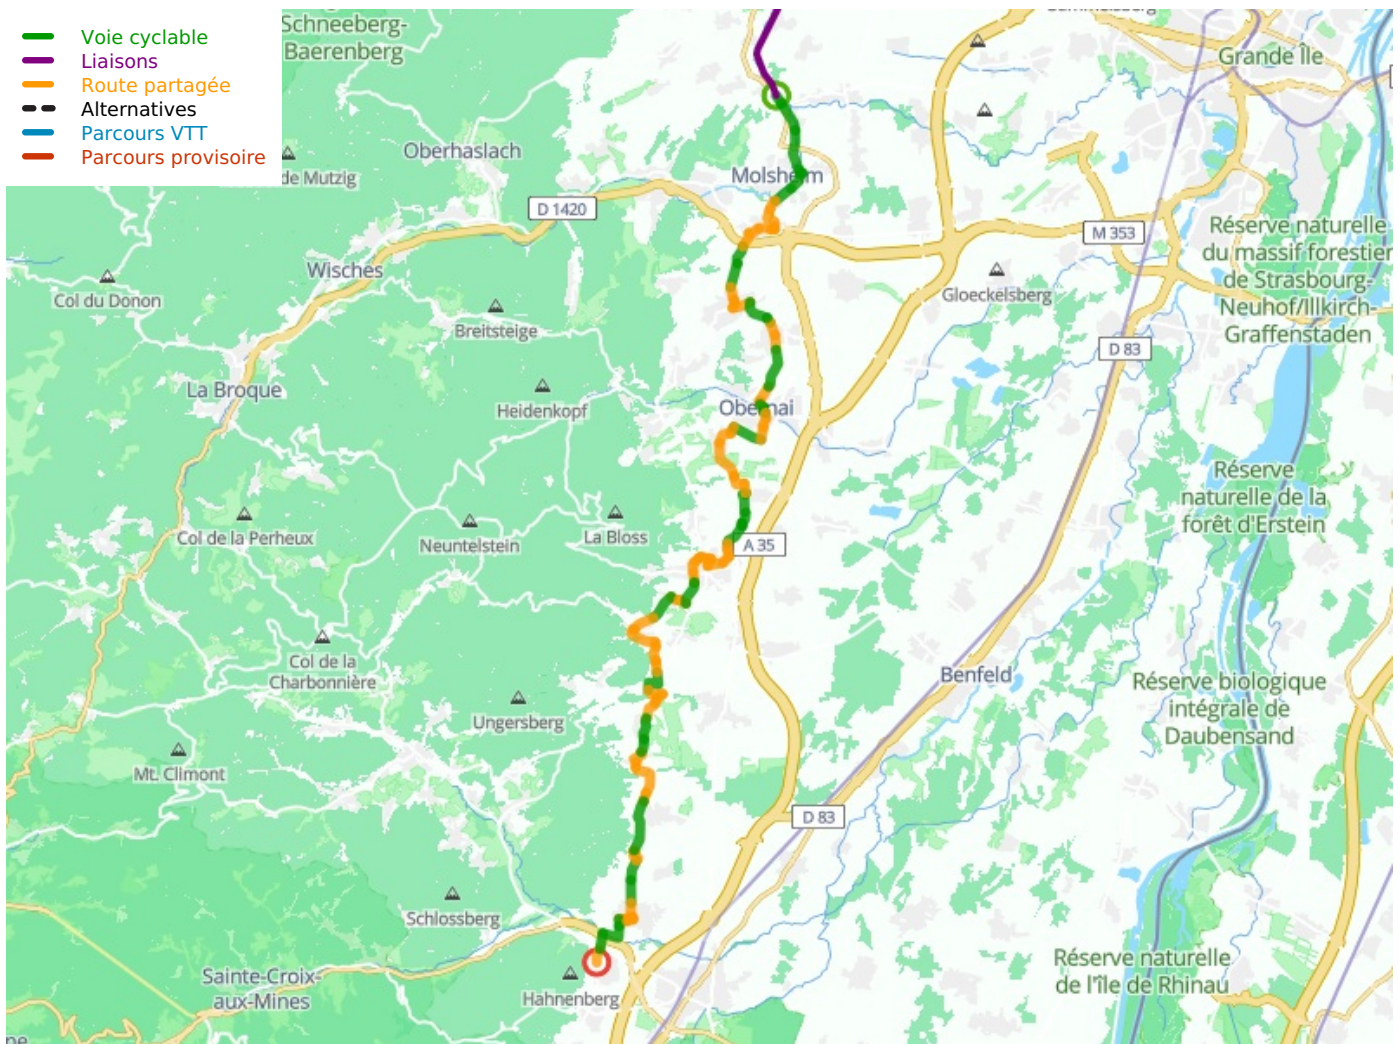 Voie cyclable
Liaisons
Route partagée
Alternatives
Parcours VTT
Parcours provisoire
Schneeberg-
Baerenberg
Grande Île
Oberhaslach
de Mutzig
Molsheim
D 1420
M 353
Réserve naturelle
du massif forestier
de Strasbourg-
Neuhof/Illkirch-
Graffenstaden
Wisches
Col du Donon
Gloeckelsberg
Breitsteige
D 83
La Broque
Heidenkopf
Obernai
Réserve
naturelle de la
forêt d'Erstein
Col de la Perheux
Neuntelstein
La Bloss
A 35
Col de la
Charbonnière
Benfeld
Réserve biologique
intégrale de
Daubensand
Ungersberg
Mt. Climont
D 83
Schlossberg
Réserve naturelle
de l'île de Rhinau
Sainte-Croix-
aux-Mines
Hahnenberg